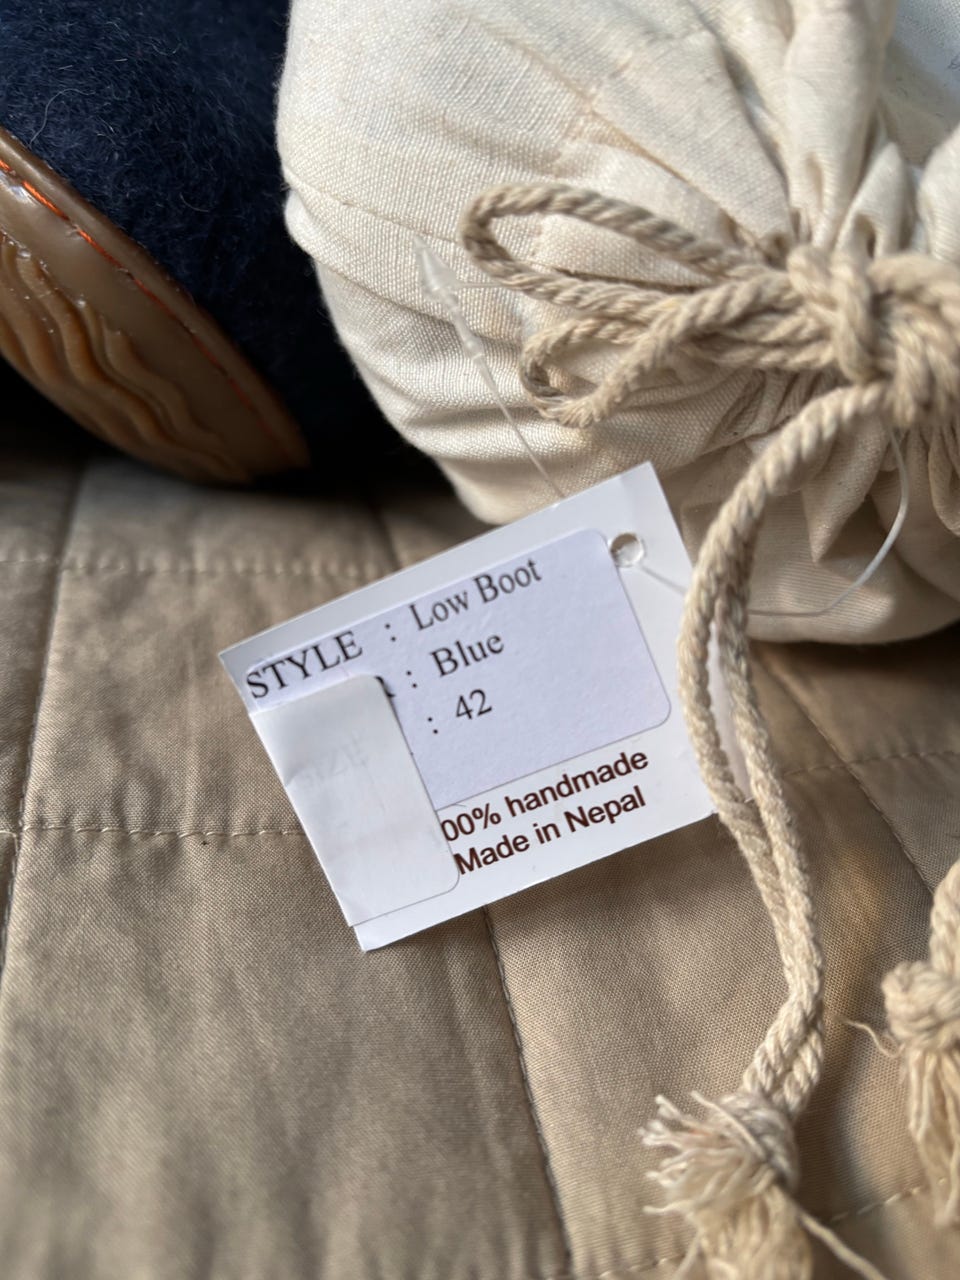 STYLE : Low Boot
: Blue
: 42
00% handmade
Made in Nepal